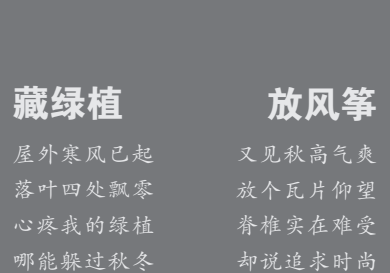 藏绿植
屋外寒风已起
落叶四处飘零
心疼我的绿植
哪能躲过秋冬
放风筝
又见秋高气爽
放个瓦片仰望
脊椎实在难受
却说追求时尚